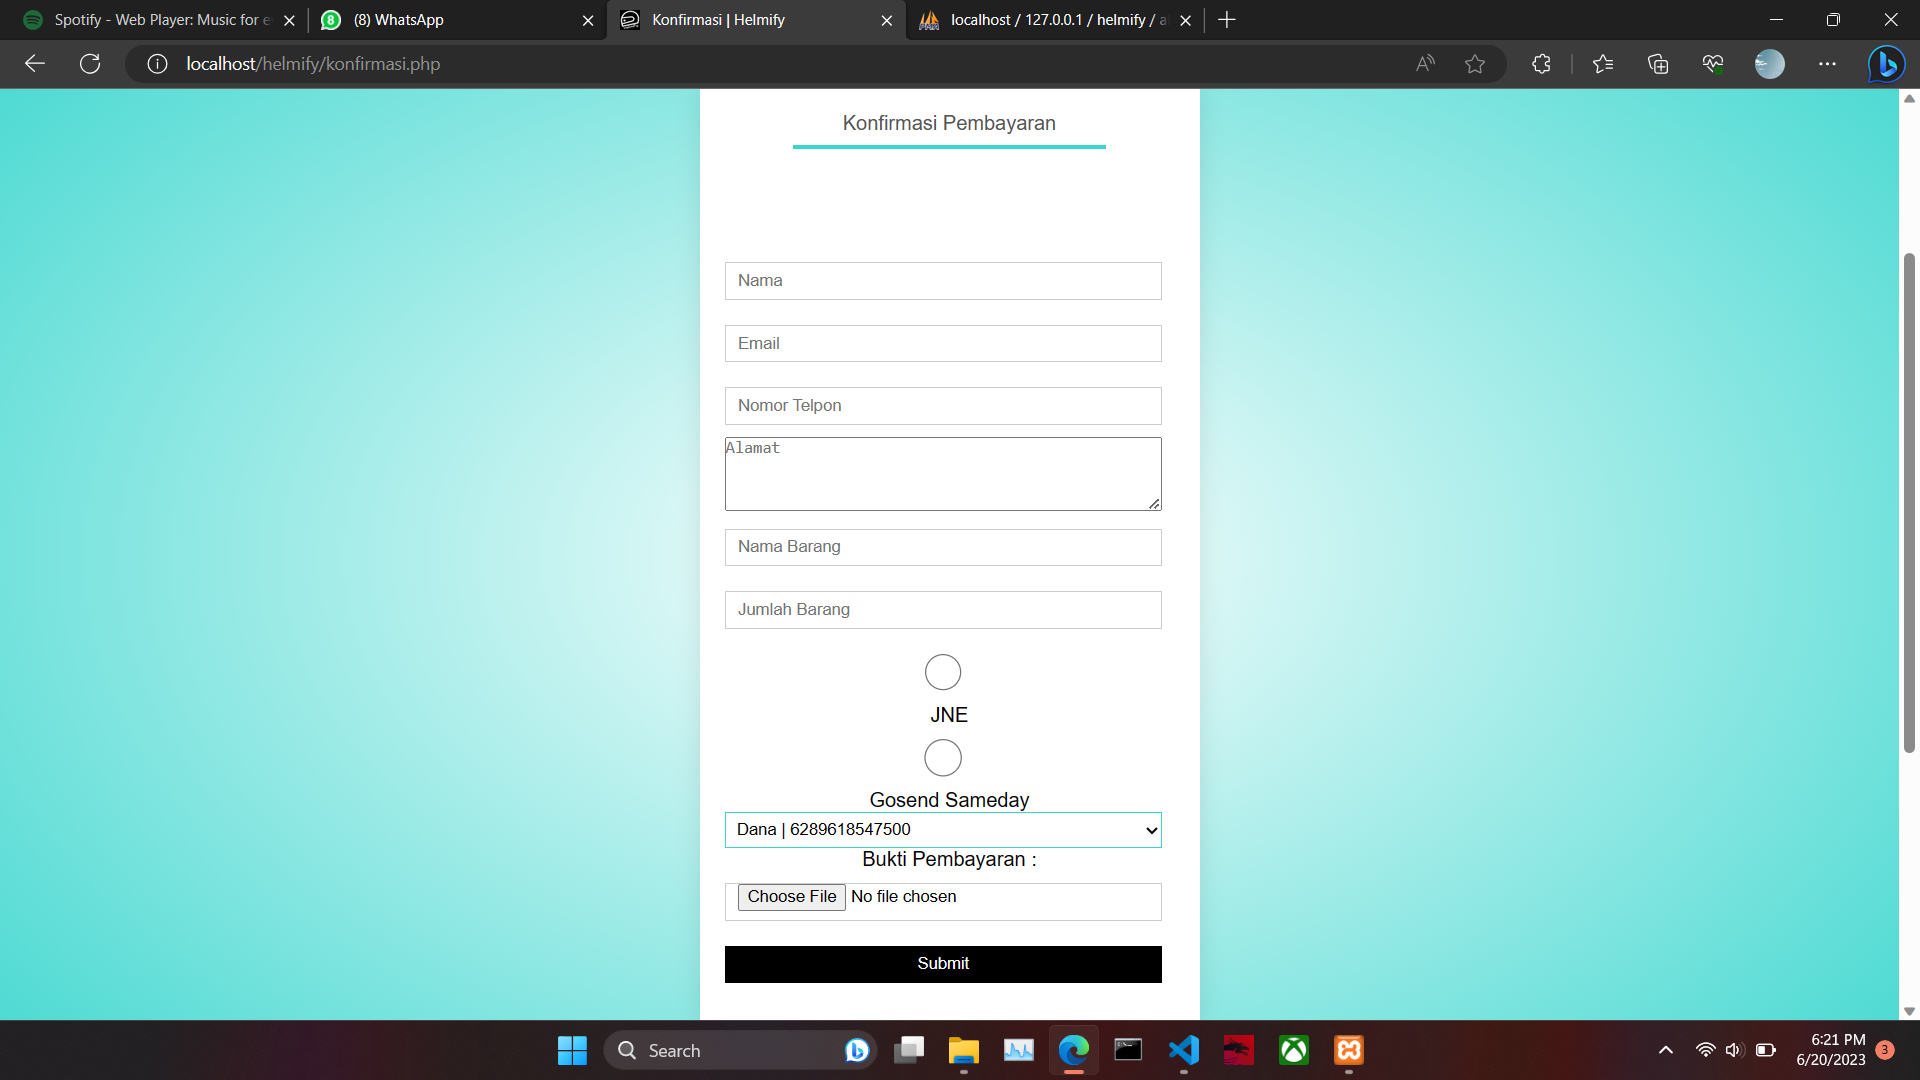 Spotify - Web Player: Music for e
(8) WhatsApp
Konfirmasi | Helmify
localhost / 127.0.0.1 / helmify / a
localhost/helmify/konfirmasi.php
Konfirmasi Pembayaran
Nama
Email
Nomor Telpon
Alamat
Nama Barang
Jumlah Barang
JNE
Gosend Sameday
Dana | 6289618547500
Bukti Pembayaran :
Choose File No file chosen
Submit
Search
6:21 PM
6/20/2023
3